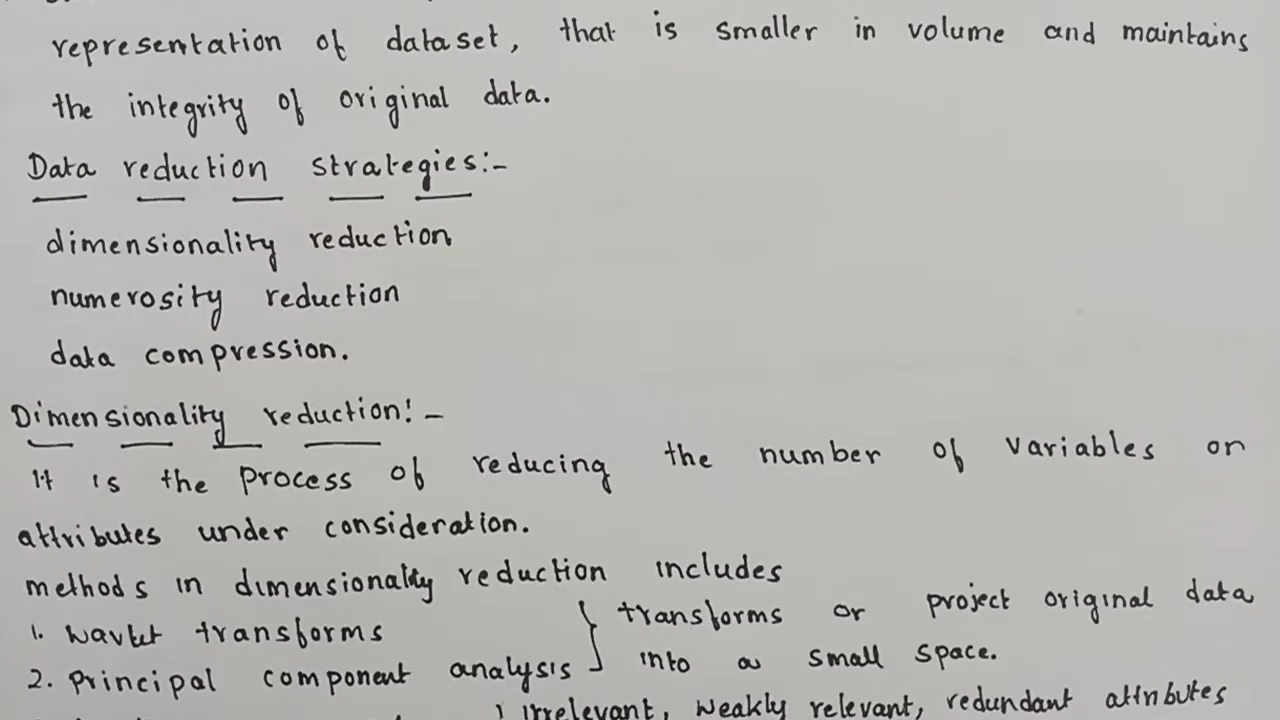 representation of dataset, that is smaller in volume and maintains
the integrity of original data.
Data reduction strategies:-
dimensionality reduction
numerosity reduction
data compression.
Dimensionality reduction:-
It is the process of reducing the number of variables or
attributes under consideration.
methods in dimensionality reduction includes
1. wavlet transforms } transforms or project original data
2. principal component analysis into a small space.
irrelevant, weakly relevant, redundant attributes